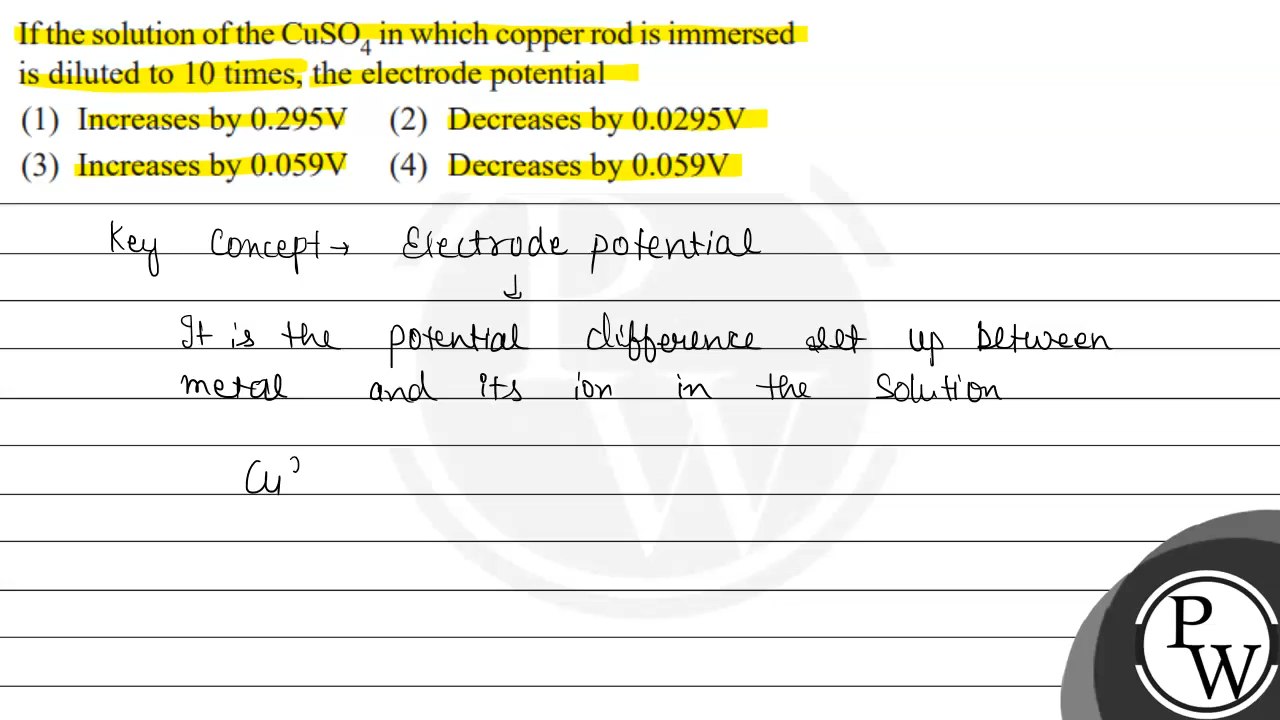 If the solution of the CuSO₄ in which copper rod is immersed
is diluted to 10 times, the electrode potential
(1) Increases by 0.295V (2) Decreases by 0.0295V
(3) Increases by 0.059V (4) Decreases by 0.059V
Key Concept → Electrode potential
↓
It is the potential difference set up between
metal and its ion in the solution
Cu²
P
W